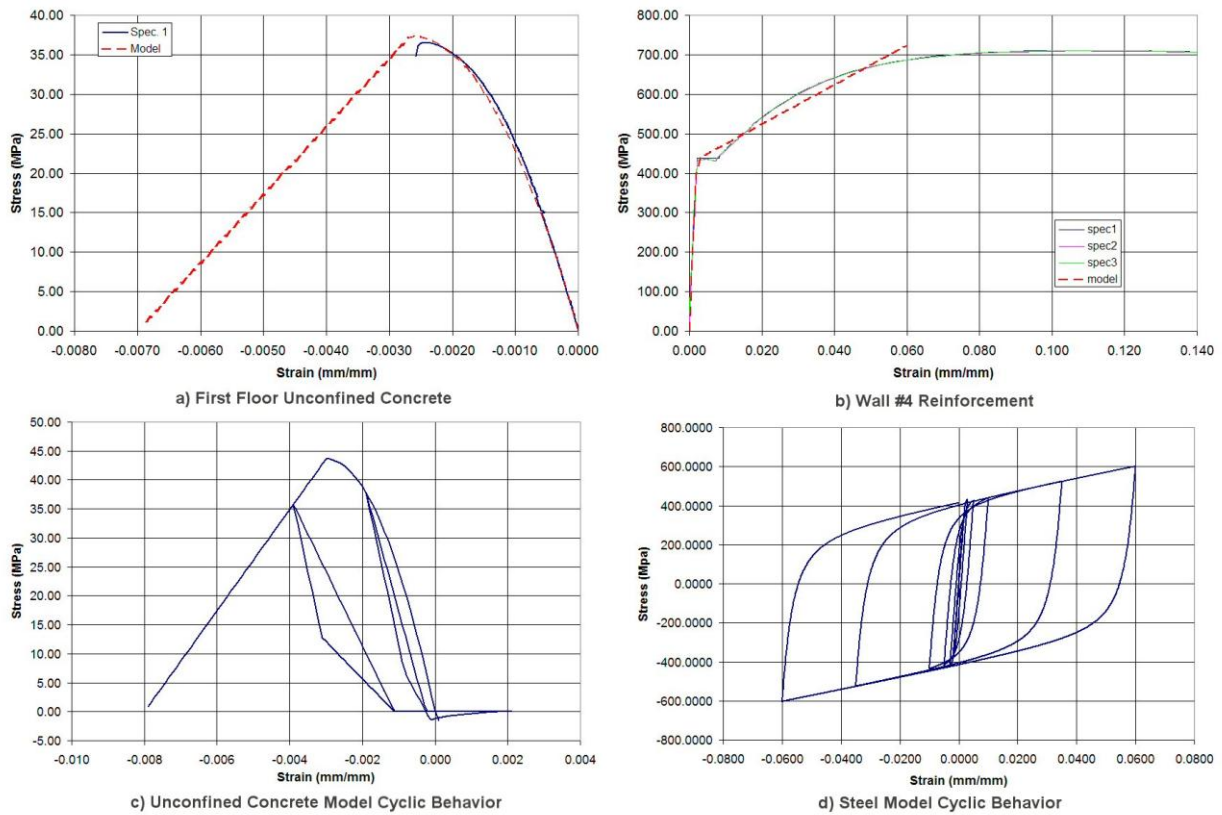 40.00
35.00
30.00
25.00
20.00
15.00
10.00
5.00
0.00
Stress (MPa)
Spec. 1
Model
-0.0080 -0.0070 -0.0060 -0.0050 -0.0040 -0.0030 -0.0020 -0.0010 0.0000
Strain (mm/mm)
a) First Floor Unconfined Concrete
800.00
700.00
600.00
500.00
400.00
300.00
200.00
100.00
0.00
Stress (MPa)
spec1
spec2
spec3
model
0.000 0.020 0.040 0.060 0.080 0.100 0.120 0.140
Strain (mm/mm)
b) Wall #4 Reinforcement
50.00
45.00
40.00
35.00
30.00
25.00
20.00
15.00
10.00
5.00
0.00
-5.00
Stress (MPa)
-0.010 -0.008 -0.006 -0.004 -0.002 0.000 0.002 0.004
Strain (mm/mm)
c) Unconfined Concrete Model Cyclic Behavior
800.0000
600.0000
400.0000
200.0000
0.0000
-200.0000
-400.0000
-600.0000
-800.0000
Stress (Mpa)
-0.0800 -0.0600 -0.0400 -0.0200 0.0000 0.0200 0.0400 0.0600 0.0800
Strain (mm/mm)
d) Steel Model Cyclic Behavior